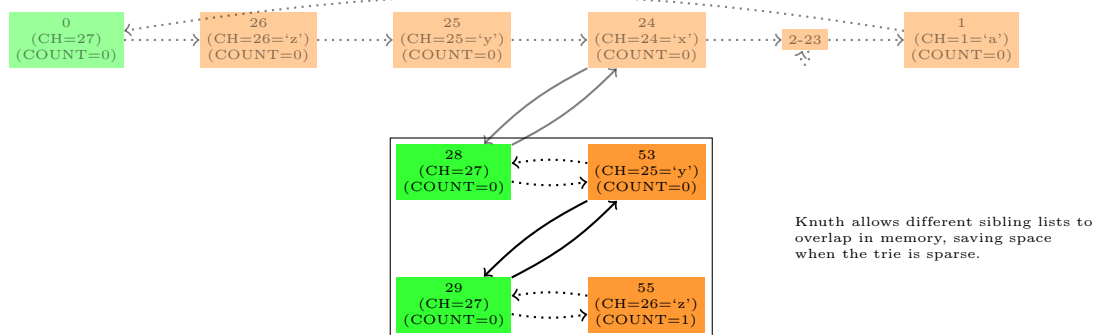 0
(CH=27)
(COUNT=0)
26
(CH=26=‘z’)
(COUNT=0)
25
(CH=25=‘y’)
(COUNT=0)
24
(CH=24=‘x’)
(COUNT=0)
2-23
1
(CH=1=‘a’)
(COUNT=0)
28
(CH=27)
(COUNT=0)
53
(CH=25=‘y’)
(COUNT=0)
Knuth allows different sibling lists to
overlap in memory, saving space
when the trie is sparse.
29
(CH=27)
(COUNT=0)
55
(CH=26=‘z’)
(COUNT=1)